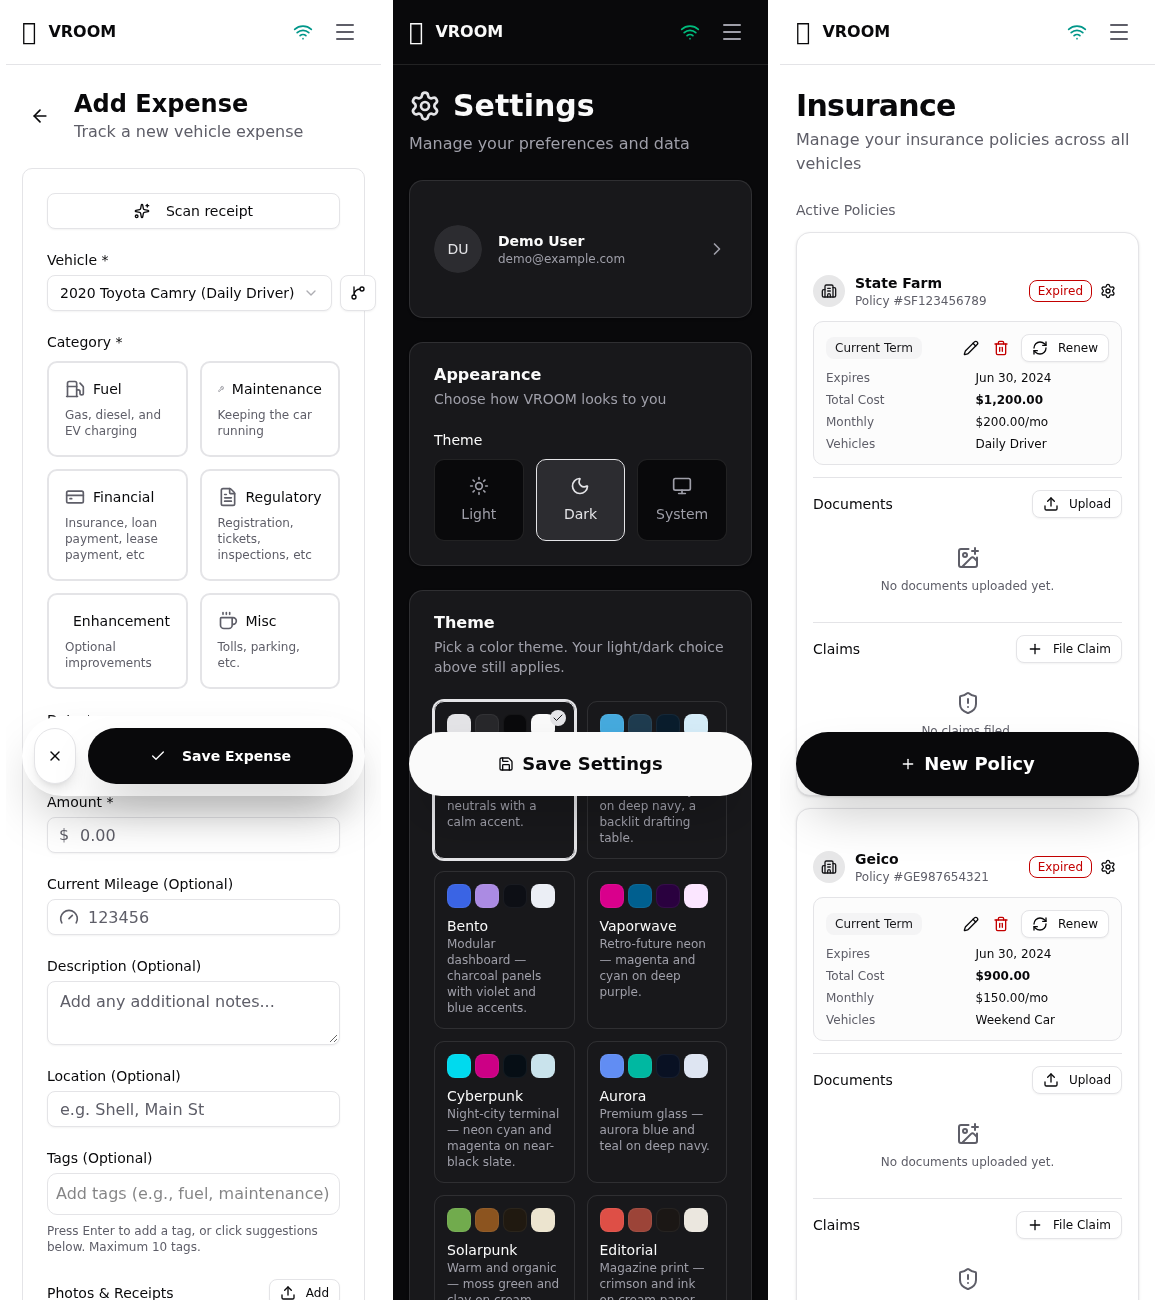 VROOM
Add Expense
Track a new vehicle expense
Scan receipt
Vehicle *
2020 Toyota Camry (Daily Driver)
Category *
Fuel
Gas, diesel, and
EV charging
Maintenance
Keeping the car
running
Financial
Insurance, loan
payment, lease
payment, etc
Regulatory
Registration,
tickets,
inspections, etc
Enhancement
Optional
improvements
Misc
Tolls, parking,
etc.
Save Expense
Amount *
$ 0.00
Current Mileage (Optional)
123456
Description (Optional)
Add any additional notes...
Location (Optional)
e.g. Shell, Main St
Tags (Optional)
Add tags (e.g., fuel, maintenance)
Press Enter to add a tag, or click suggestions
below. Maximum 10 tags.
Photos & Receipts
Add
VROOM
Settings
Manage your preferences and data
DU
Demo User
demo@example.com
Appearance
Choose how VROOM looks to you
Theme
Light
Dark
System
Theme
Pick a color theme. Your light/dark choice
above still applies.
Save Settings
neutrals with a
calm accent.
on deep navy, a
backlit drafting
table.
Bento
Modular
dashboard —
charcoal panels
with violet and
blue accents.
Vaporwave
Retro-future neon
— magenta and
cyan on deep
purple.
Cyberpunk
Night-city terminal
— neon cyan and
magenta on near-
black slate.
Aurora
Premium glass —
aurora blue and
teal on deep navy.
Solarpunk
Warm and organic
— moss green and
clay on cream
Editorial
Magazine print —
crimson and ink
on cream paper
VROOM
Insurance
Manage your insurance policies across all
vehicles
Active Policies
State Farm
Policy #SF123456789
Expired
Current Term
Renew
Expires Jun 30, 2024
Total Cost $1,200.00
Monthly $200.00/mo
Vehicles Daily Driver
Documents
Upload
No documents uploaded yet.
Claims
File Claim
No claims filed
New Policy
Geico
Policy #GE987654321
Expired
Current Term
Renew
Expires Jun 30, 2024
Total Cost $900.00
Monthly $150.00/mo
Vehicles Weekend Car
Documents
Upload
No documents uploaded yet.
Claims
File Claim